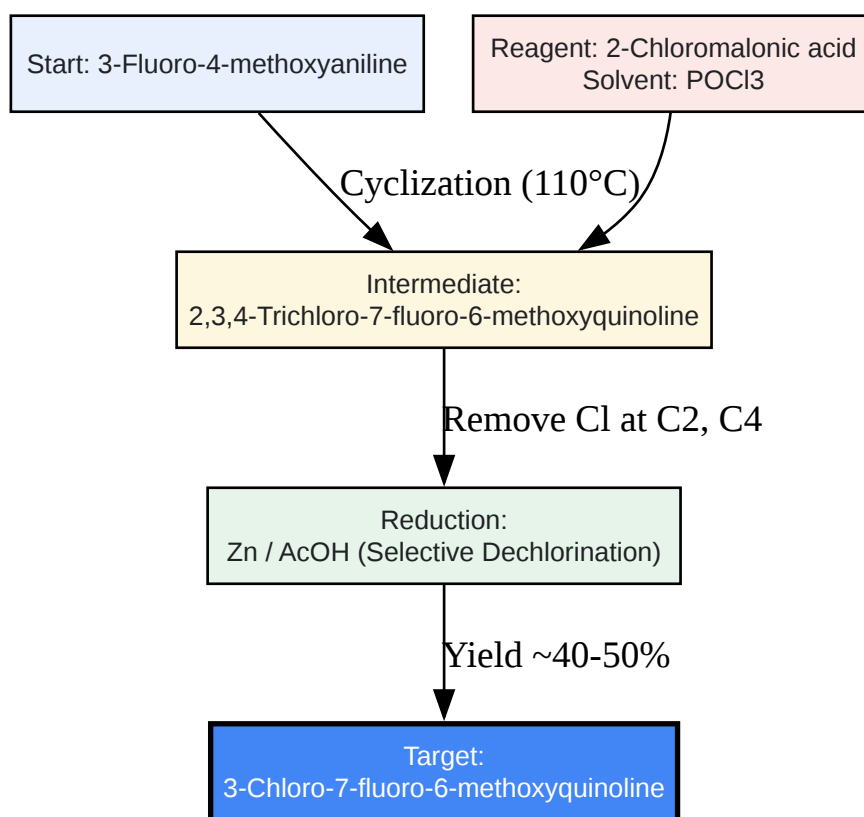 Start: 3-Fluoro-4-methoxyaniline
Reagent: 2-Chloromalonic acid
Solvent: POCl3
Cyclization (110°C)
Intermediate:
2,3,4-Trichloro-7-fluoro-6-methoxyquinoline
Remove Cl at C2, C4
Reduction:
Zn / AcOH (Selective Dechlorination)
Yield ~40-50%
Target:
3-Chloro-7-fluoro-6-methoxyquinoline